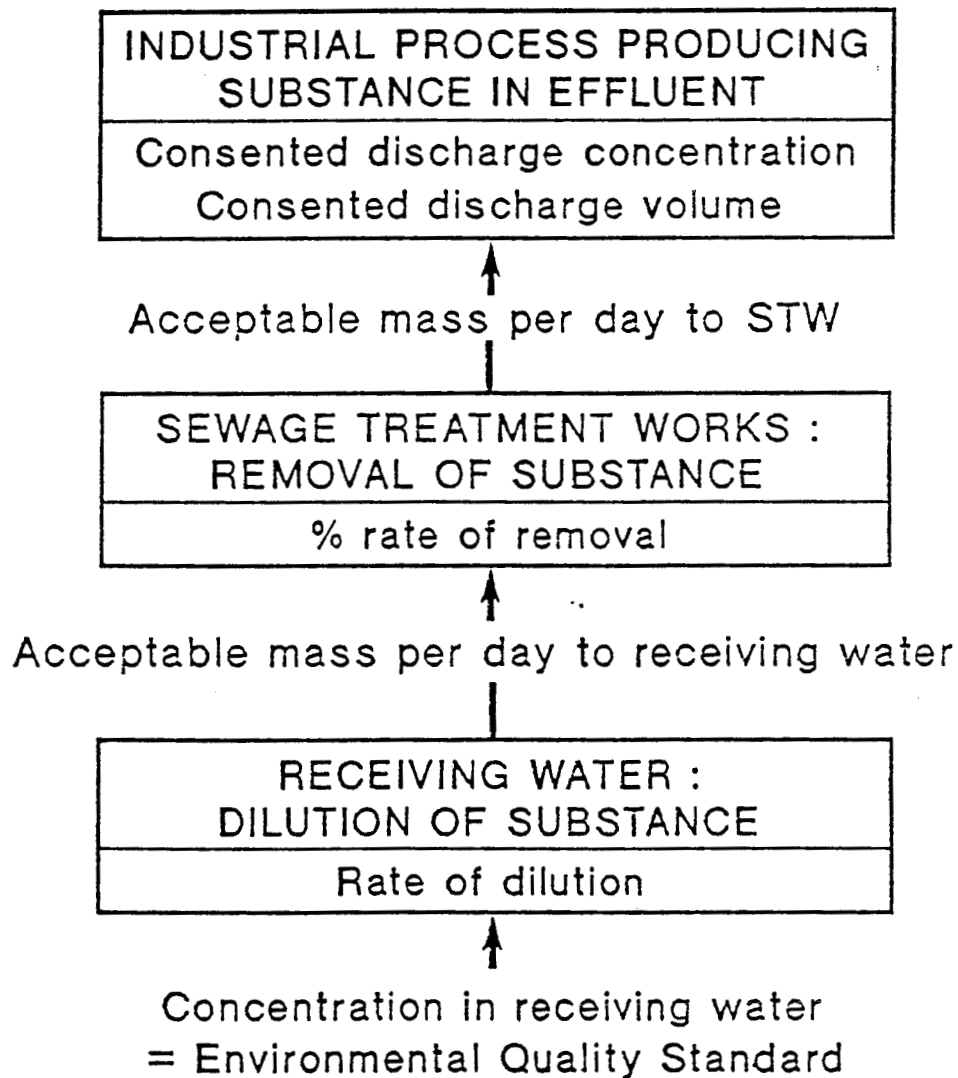 INDUSTRIAL PROCESS PRODUCING
SUBSTANCE IN EFFLUENT
Consented discharge concentration
Consented discharge volume
Acceptable mass per day to STW
SEWAGE TREATMENT WORKS :
REMOVAL OF SUBSTANCE
% rate of removal
Acceptable mass per day to receiving water
RECEIVING WATER :
DILUTION OF SUBSTANCE
Rate of dilution
Concentration in receiving water
= Environmental Quality Standard